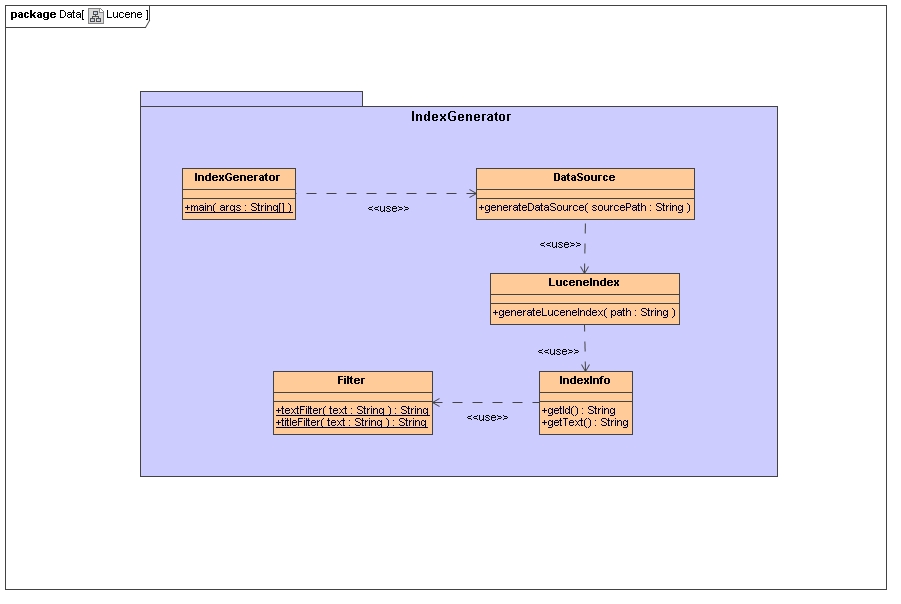 package Data[ Lucene ]
IndexGenerator
IndexGenerator
+main( args : String[] )
<<use>>
DataSource
+generateDataSource( sourcePath : String )
<<use>>
LuceneIndex
+generateLuceneIndex( path : String )
<<use>>
IndexInfo
+getId() : String
+getText() : String
<<use>>
Filter
+textFilter( text : String ) : String
+titleFilter( text : String ) : String